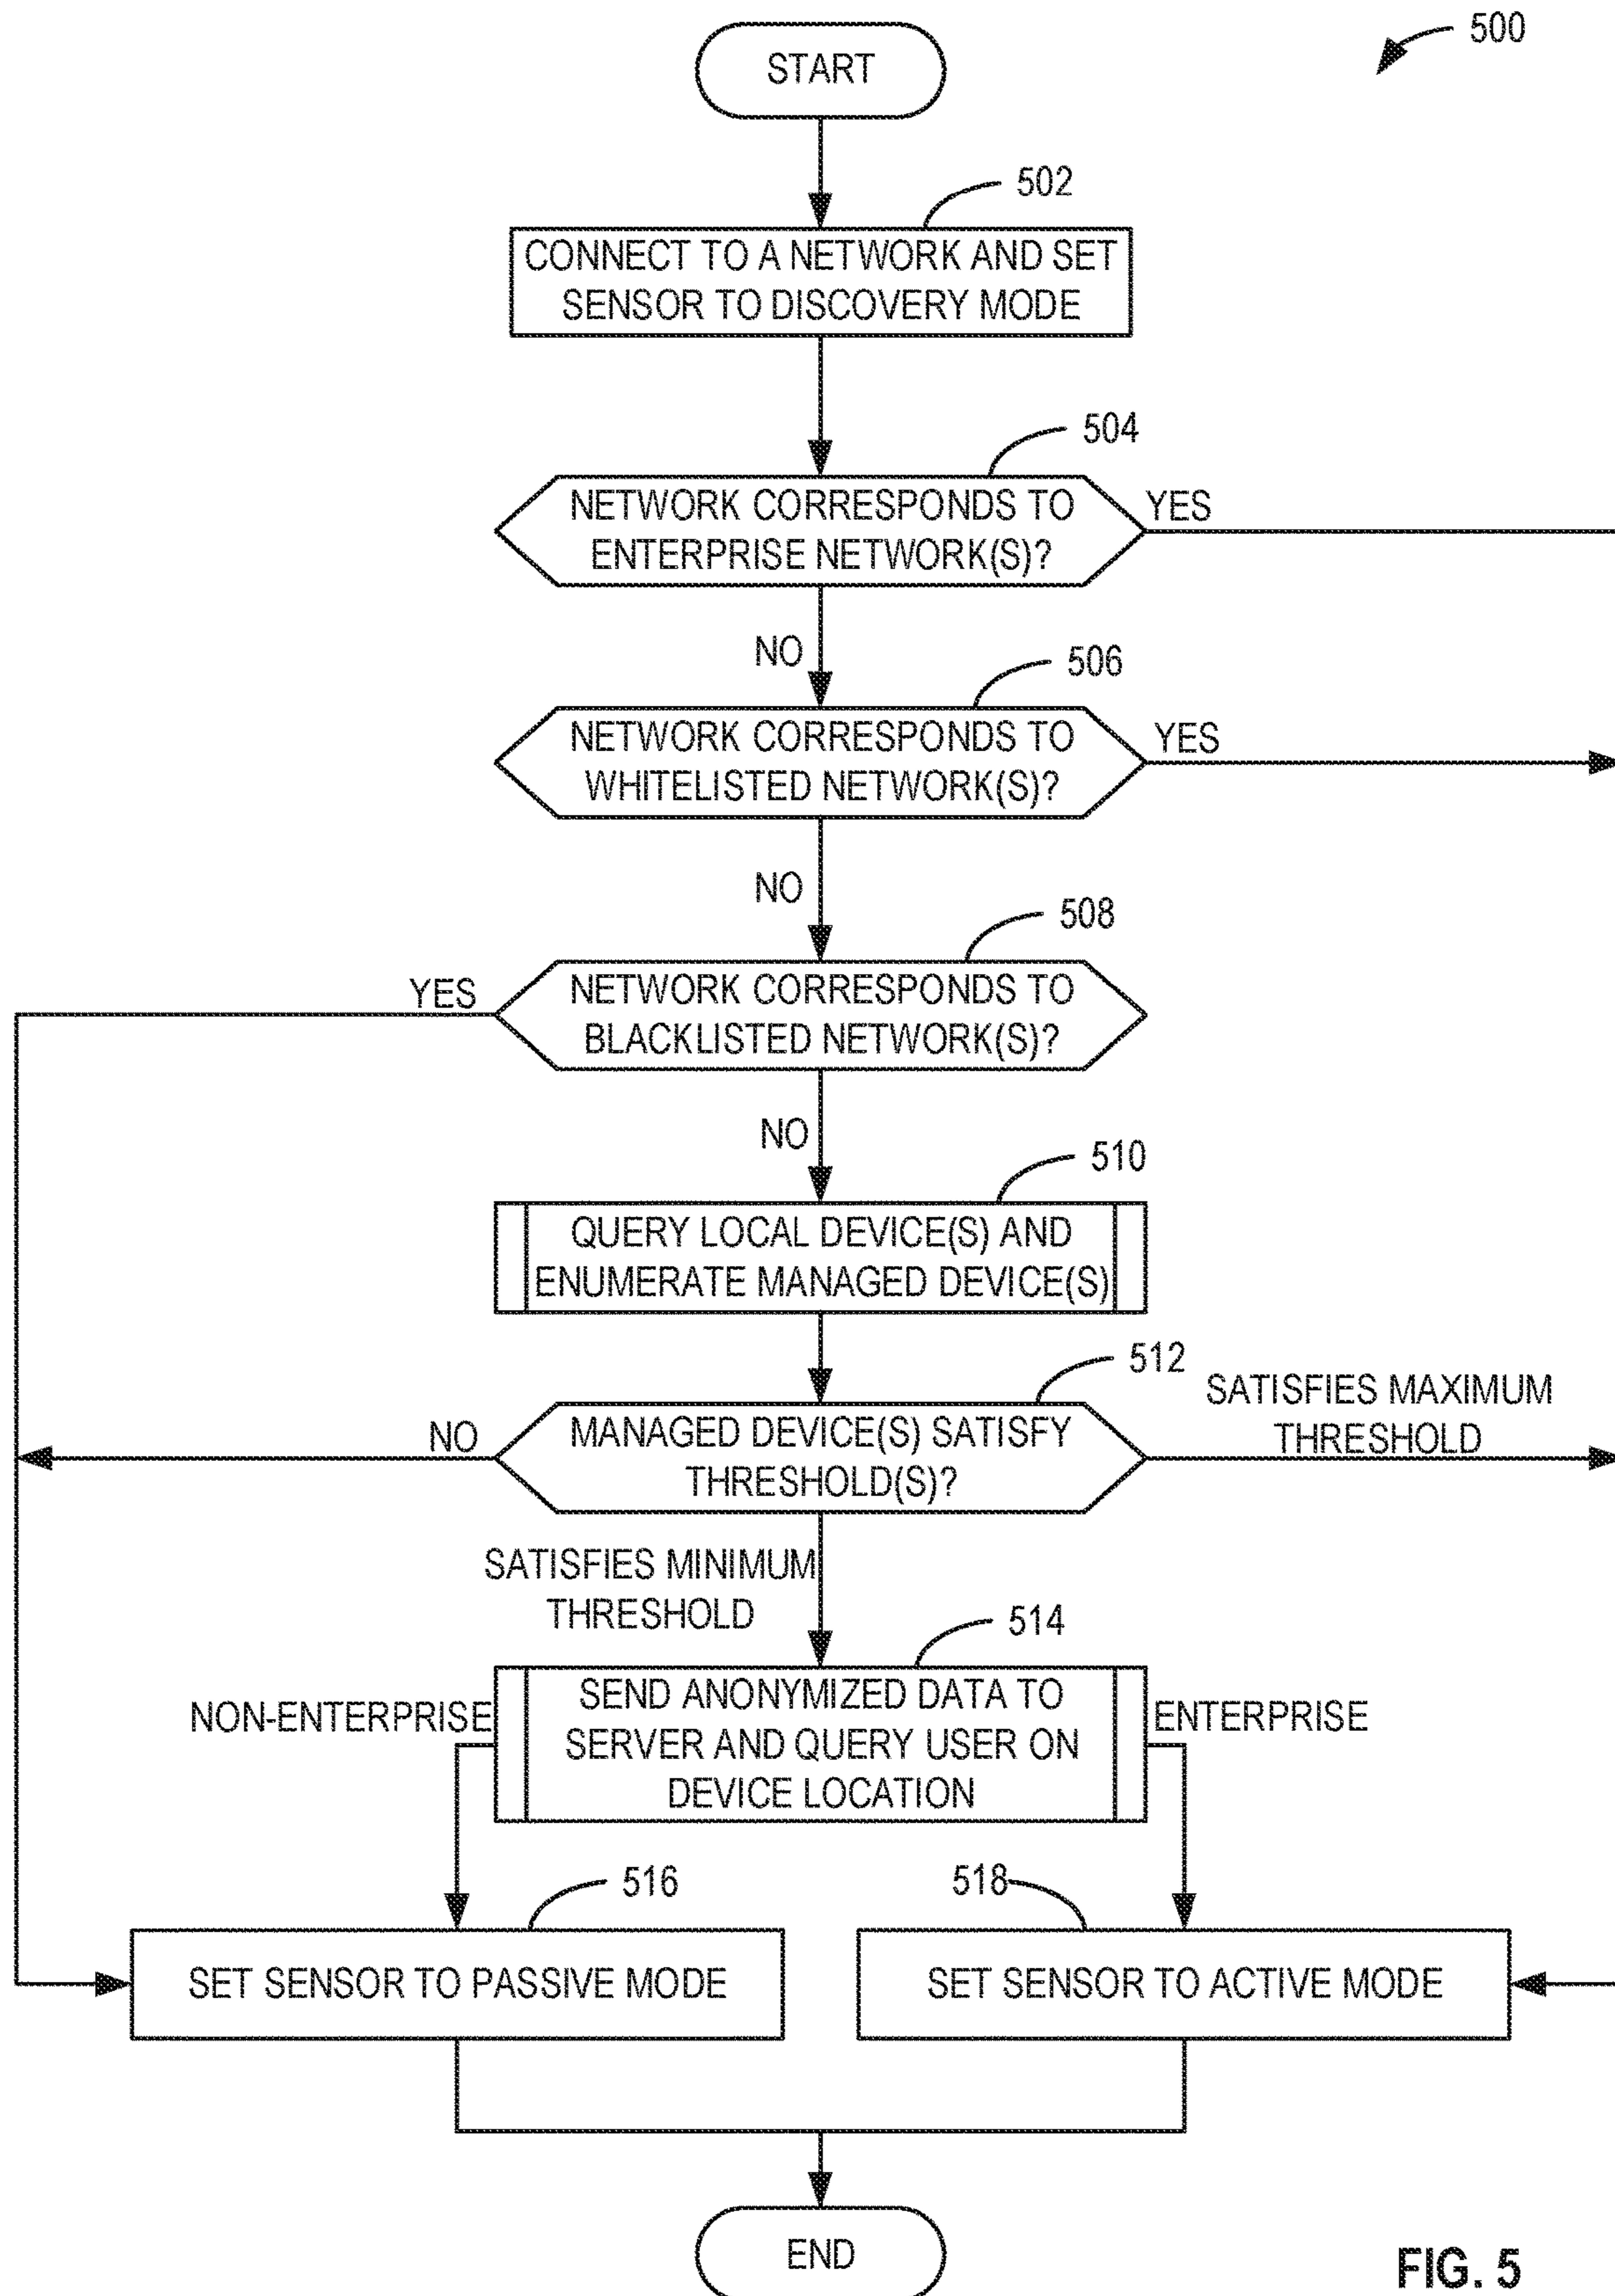 500
START
502
CONNECT TO A NETWORK AND SET
SENSOR TO DISCOVERY MODE
504
NETWORK CORRESPONDS TO
ENTERPRISE NETWORK(S)?
YES
NO
506
NETWORK CORRESPONDS TO
WHITELISTED NETWORK(S)?
YES
NO
508
YES
NETWORK CORRESPONDS TO
BLACKLISTED NETWORK(S)?
NO
510
QUERY LOCAL DEVICE(S) AND
ENUMERATE MANAGED DEVICE(S)
512
NO
MANAGED DEVICE(S) SATISFY
THRESHOLD(S)?
SATISFIES MAXIMUM
THRESHOLD
SATISFIES MINIMUM
THRESHOLD
514
NON-ENTERPRISE
SEND ANONYMIZED DATA TO
SERVER AND QUERY USER ON
DEVICE LOCATION
ENTERPRISE
516
518
SET SENSOR TO PASSIVE MODE
SET SENSOR TO ACTIVE MODE
END
FIG. 5